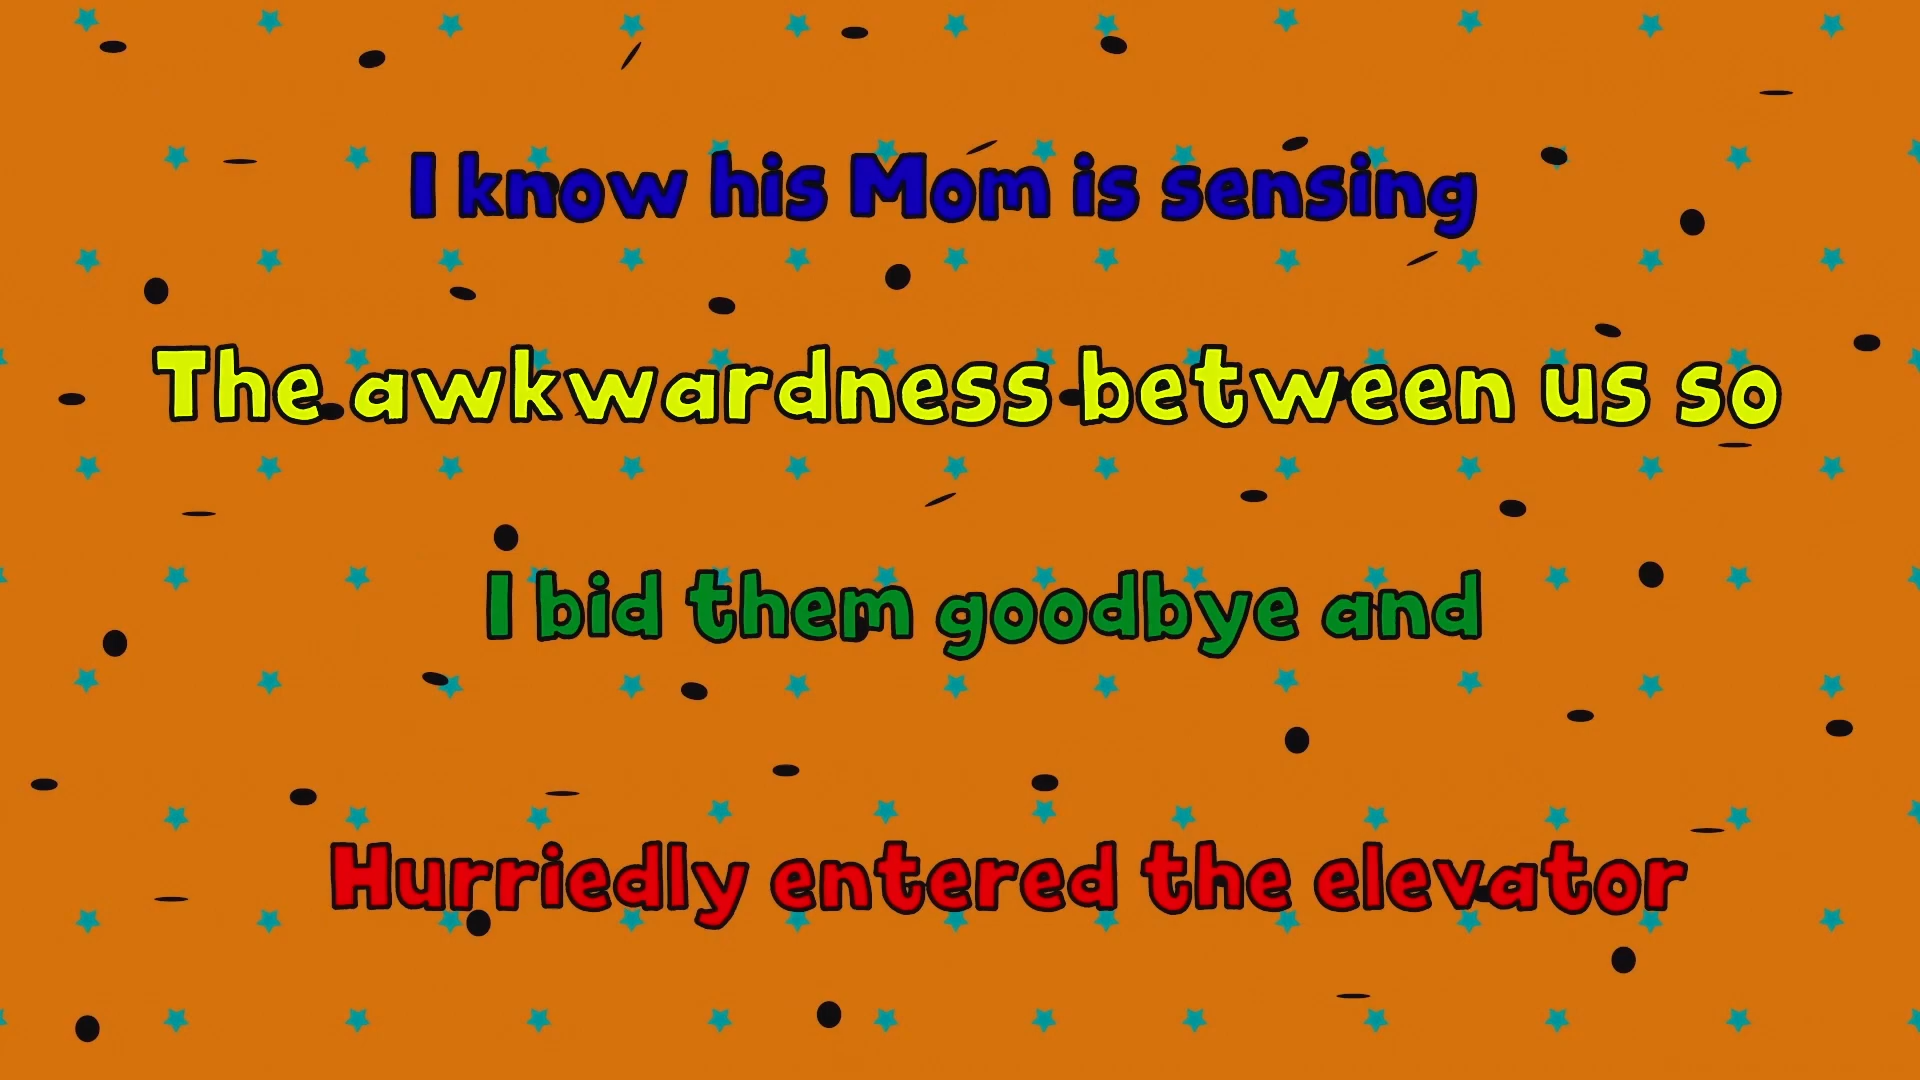 I know his Mom is sensing
The awkwardness between us so
I bid them goodbye and
Hurriedly entered the elevator